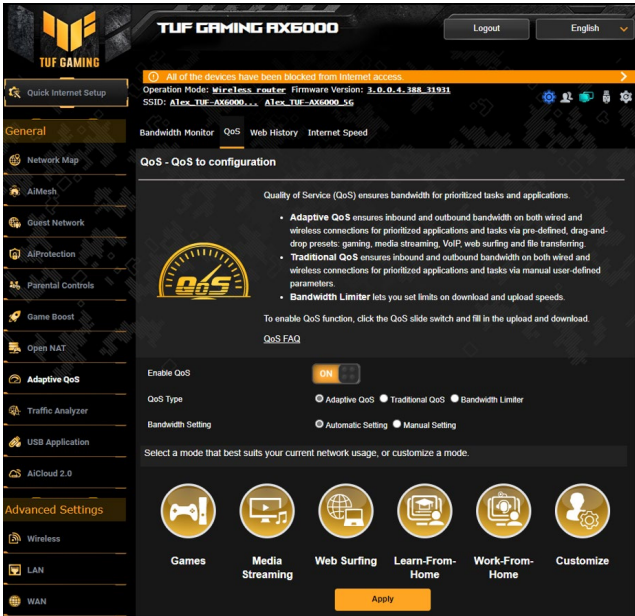 TUF GAMING
TUF GAMING AX6000
Logout
English
All of the devices have been blocked from Internet access.
Quick Internet Setup
Operation Mode: Wireless router Firmware Version: 3.0.0.4.388_31931
SSID: Alex_TUF-AX6000... Alex_TUF-AX6000_5G
General
Network Map
AiMesh
Guest Network
AiProtection
Parental Controls
Game Boost
Open NAT
Adaptive QoS
Traffic Analyzer
USB Application
AiCloud 2.0
Advanced Settings
Wireless
LAN
WAN
Bandwidth Monitor QoS Web History Internet Speed
QoS - QoS to configuration
QoS
Quality of Service (QoS) ensures bandwidth for prioritized tasks and applications.
• Adaptive QoS ensures inbound and outbound bandwidth on both wired and
wireless connections for prioritized applications and tasks via pre-defined, drag-and-
drop presets: gaming, media streaming, VoIP, web surfing and file transferring.
• Traditional QoS ensures inbound and outbound bandwidth on both wired and
wireless connections for prioritized applications and tasks via manual user-defined
parameters.
• Bandwidth Limiter lets you set limits on download and upload speeds.
To enable QoS function, click the QoS slide switch and fill in the upload and download.
QoS FAQ
Enable QoS ON
QoS Type Adaptive QoS Traditional QoS Bandwidth Limiter
Bandwidth Setting Automatic Setting Manual Setting
Select a mode that best suits your current network usage, or customize a mode.
Games
Media
Streaming
Web Surfing
Learn-From-
Home
Work-From-
Home
Customize
Apply